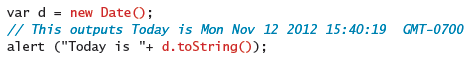 var d = new Date();
// This outputs Today is Mon Nov 12 2012 15:40:19  GMT-0700
alert ("Today is "+ d.toString());